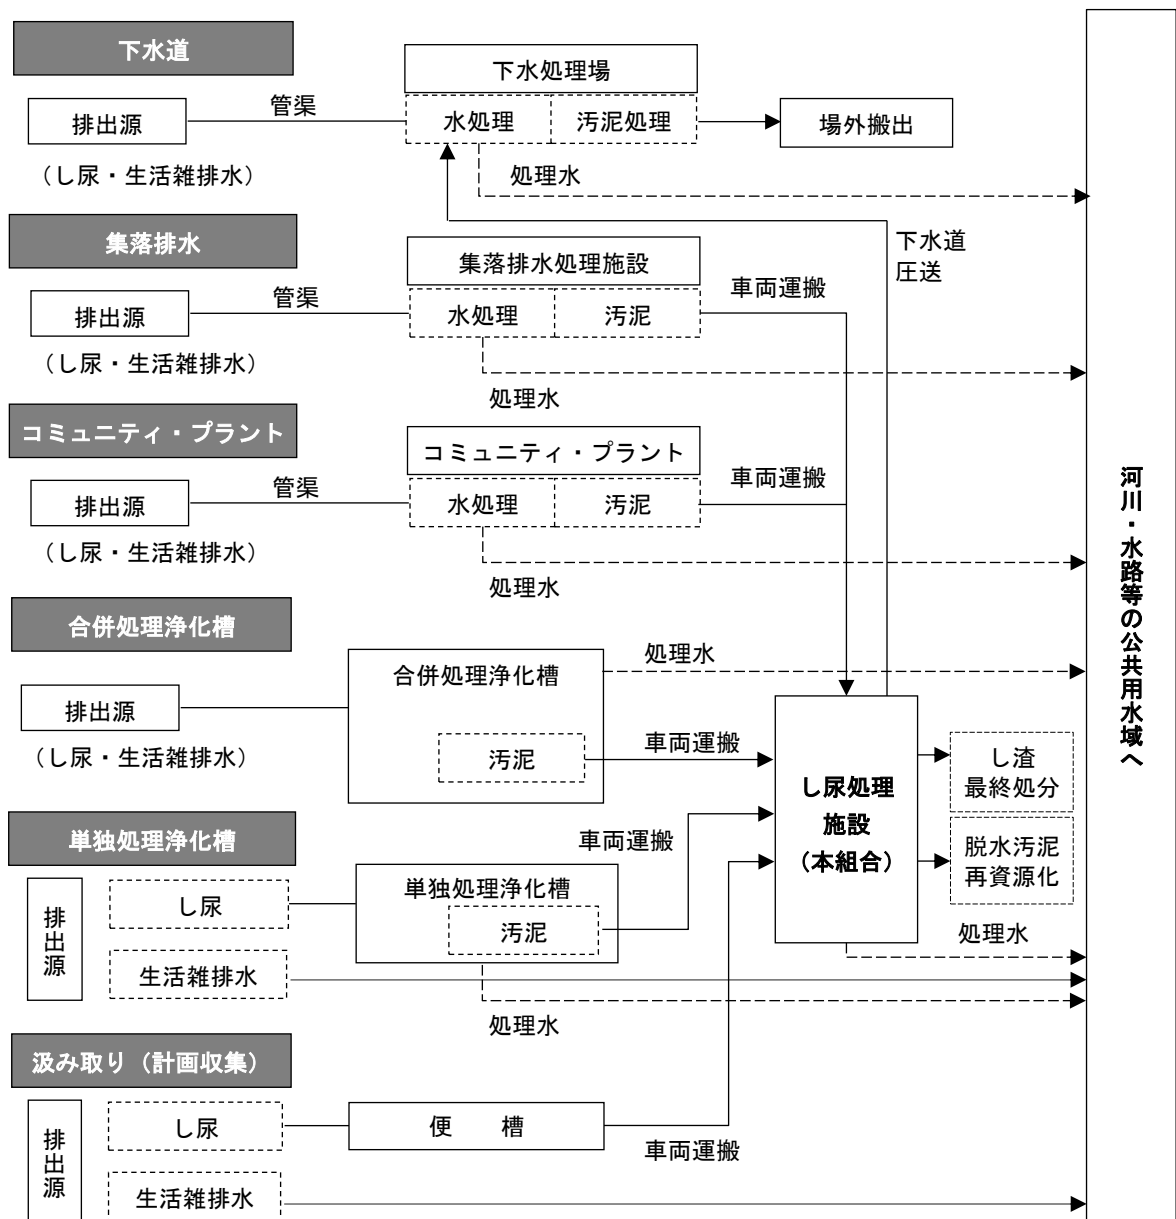 下水道
下水処理場
排出源
管渠
水処理
汚泥処理
場外搬出
(し尿・生活雑排水)
処理水
集落排水
下水道
圧送
集落排水処理施設
排出源
管渠
水処理
汚泥
車両運搬
(し尿・生活雑排水)
処理水
コミュニティ・プラント
コミュニティ・プラント
排出源
管渠
水処理
汚泥
車両運搬
(し尿・生活雑排水)
処理水
合併処理浄化槽
合併処理浄化槽
処理水
排出源
(し尿・生活雑排水)
汚泥
車両運搬
し尿処理
施設
(本組合)
し渣
最終処分
脱水汚泥
再資源化
処理水
単独処理浄化槽
車両運搬
排出源
し尿
単独処理浄化槽
汚泥
生活雑排水
処理水
汲み取り(計画収集)
排出源
し尿
便 槽
車両運搬
生活雑排水
河川・水路等の公共用水域へ